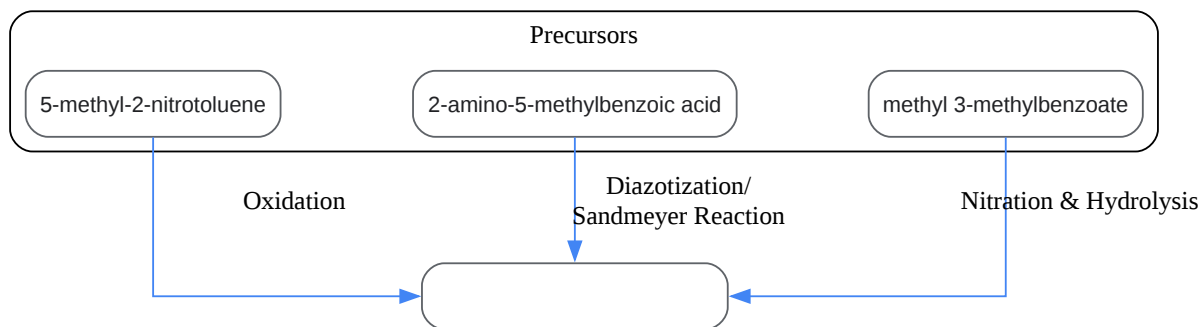 Precursors
5-methyl-2-nitrotoluene
2-amino-5-methylbenzoic acid
methyl 3-methylbenzoate
Oxidation
Diazotization/
Sandmeyer Reaction
Nitration & Hydrolysis